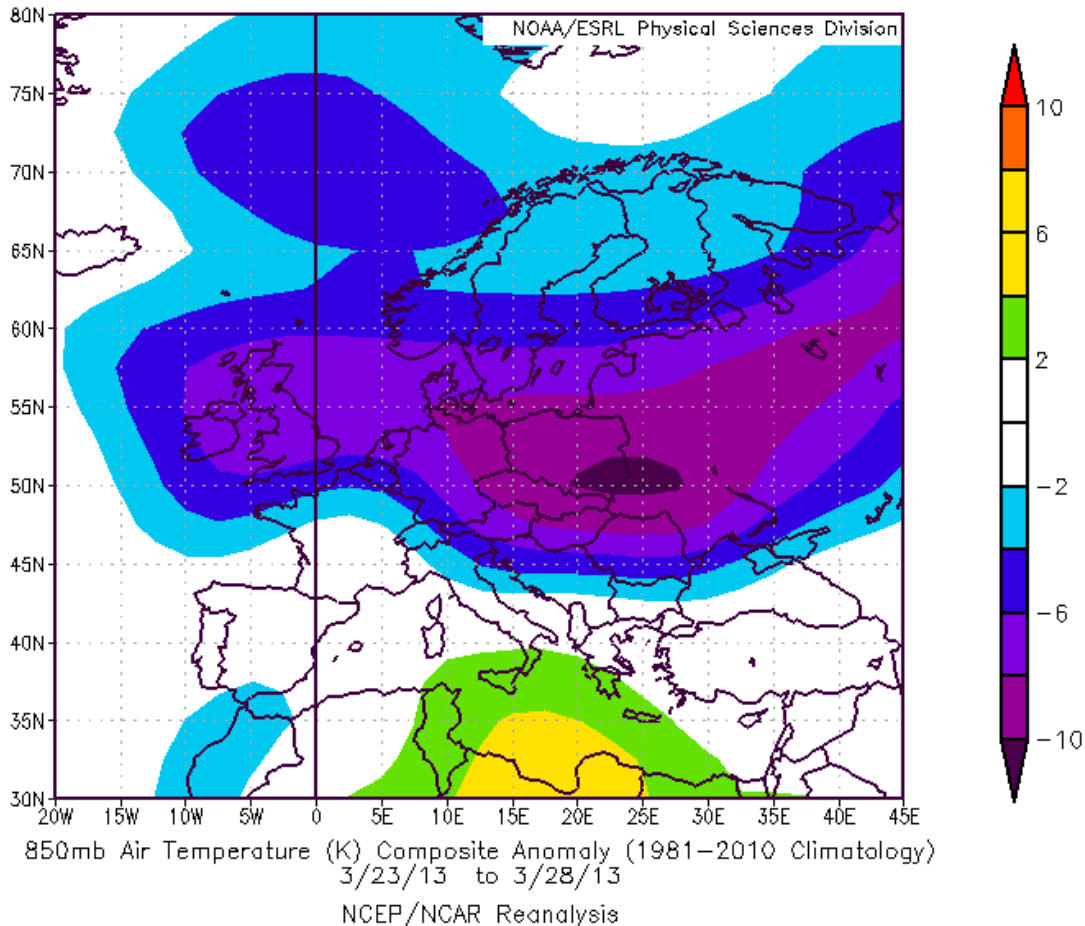 NOAA/ESRL Physical Sciences Division
80N
75N
70N
65N
60N
55N
50N
45N
40N
35N
30N
20W 15W 10W 5W 0 5E 10E 15E 20E 25E 30E 35E 40E 45E
10
6
2
-2
-6
-10
850mb Air Temperature (K) Composite Anomaly (1981-2010 Climatology)
3/23/13 to 3/28/13
NCEP/NCAR Reanalysis